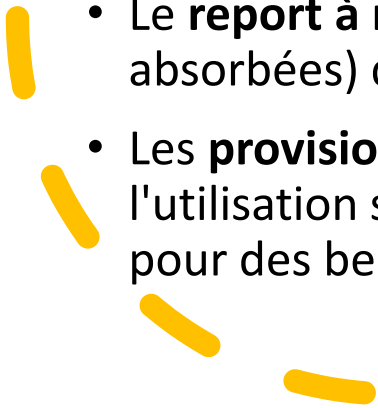 • Le report à
absorbées)
• Les provisio
l'utilisation
pour des be